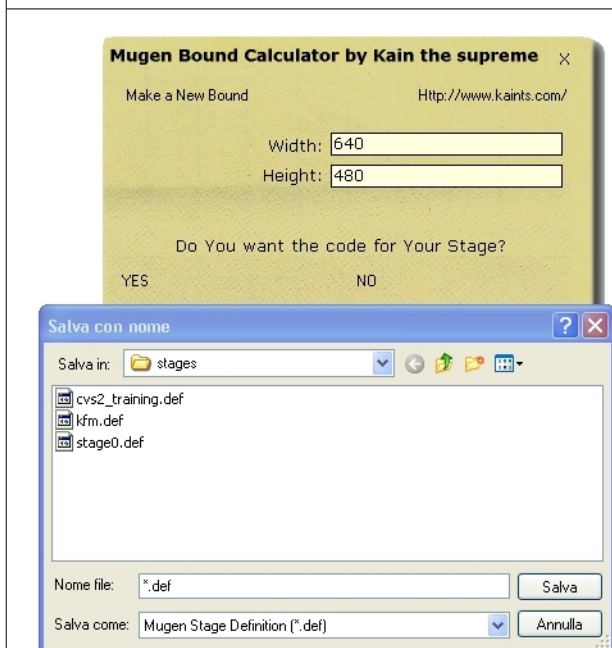 Mugen Bound Calculator by Kain the supreme X
Make a New Bound Http://www.kaints.com/
Width: 640
Height: 480
Do You want the code for Your Stage?
YES NO
Salva con nome
Salva in: stages
cvs2_training.def
kfm.def
stage0.def
Nome file: *.def Salva
Salva come: Mugen Stage Definition (*.def) Annulla